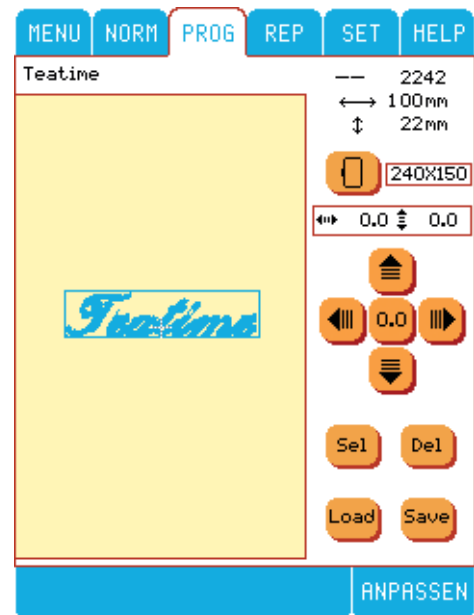 MENU NORM PROG REP SET HELP
Teatime
-- 2242
↔ 100mm
↕ 22mm
240X150
0.0 0.0
Teatime
0.0
Sel Del
Load Save
ANPASSEN